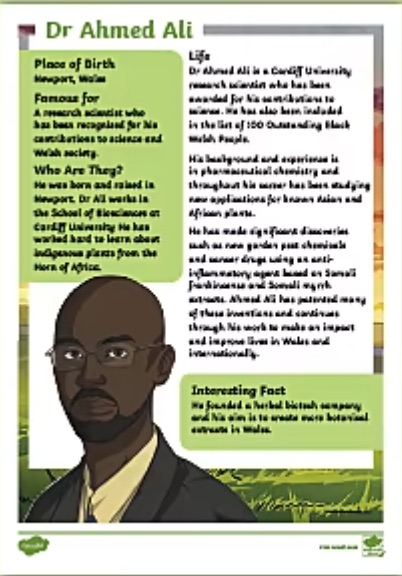 Dr Ahmed Ali
Place of Birth
Newport, Wales
Famous for
A research scientist who
has been recognised for his
contributions to science and
Welsh society.
Who Are They?
He was born and raised in
Newport. Dr Ali works in
the School of Biosciences at
Cardiff University. He has
worked hard to learn about
indigenous plants from the
Horn of Africa.
Life
Dr Ahmed Ali is a Cardiff University
research scientist who has been
awarded for his contributions to
science. He has also been included
in the list of 100 Outstanding Black
Welsh People.
His background and experience is
in pharmaceutical chemistry and
throughout his career has been studying
new applications for known Asian and
African plants.
He has made significant discoveries
such as new garden pest chemicals
and cancer drugs using an anti-
inflammatory agent based on Somali
frankincense and Somali myrrh
extracts. Ahmed Ali has patented many
of these inventions and continues
through his work to make an impact
and improve lives in Wales and
internationally.
Interesting Fact
He founded a herbal biotech company
and his aim is to create more botanical
extracts in Wales.